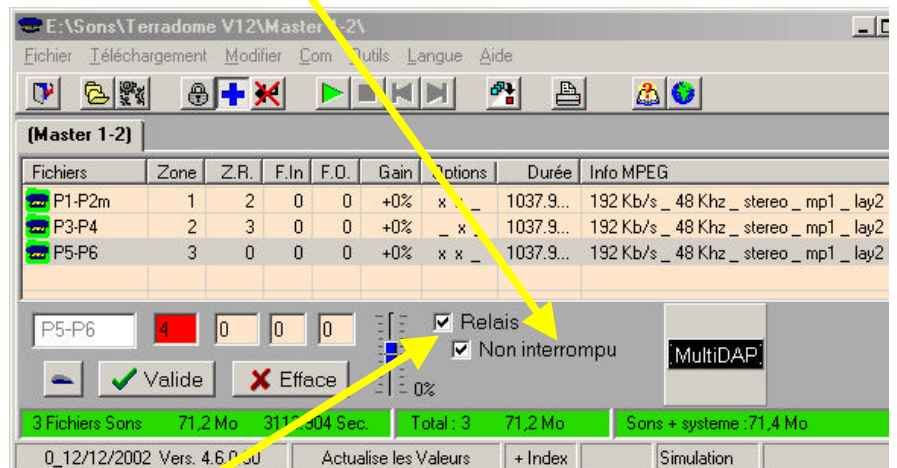 E:\Sons\Terradome V12\Master 1-2\
Fichier Téléchargement Modifier Com Outils Langue Aide
(Master 1-2)
Fichiers Zone Z.R. F.In F.O. Gain Options Durée Info MPEG
P1-P2m 1 2 0 0 +0% x x _ 1037.9... 192 Kb/s _ 48 Khz _ stereo _ mp1 _ lay2
P3-P4 2 3 0 0 +0% _ x _ 1037.9... 192 Kb/s _ 48 Khz _ stereo _ mp1 _ lay2
P5-P6 3 0 0 0 +0% x x _ 1037.9... 192 Kb/s _ 48 Khz _ stereo _ mp1 _ lay2
P5-P6 4 0 0 0 Relais
Non interrompu
MultiDAP
Valide Efface 0%
3 Fichiers Sons 71,2 Mo 3113.904 Sec. Total : 3 71,2 Mo Sons + systeme :71,4 Mo
0_12/12/2002 Vers. 4.6.0.50 Actualise les Valeurs + Index Simulation